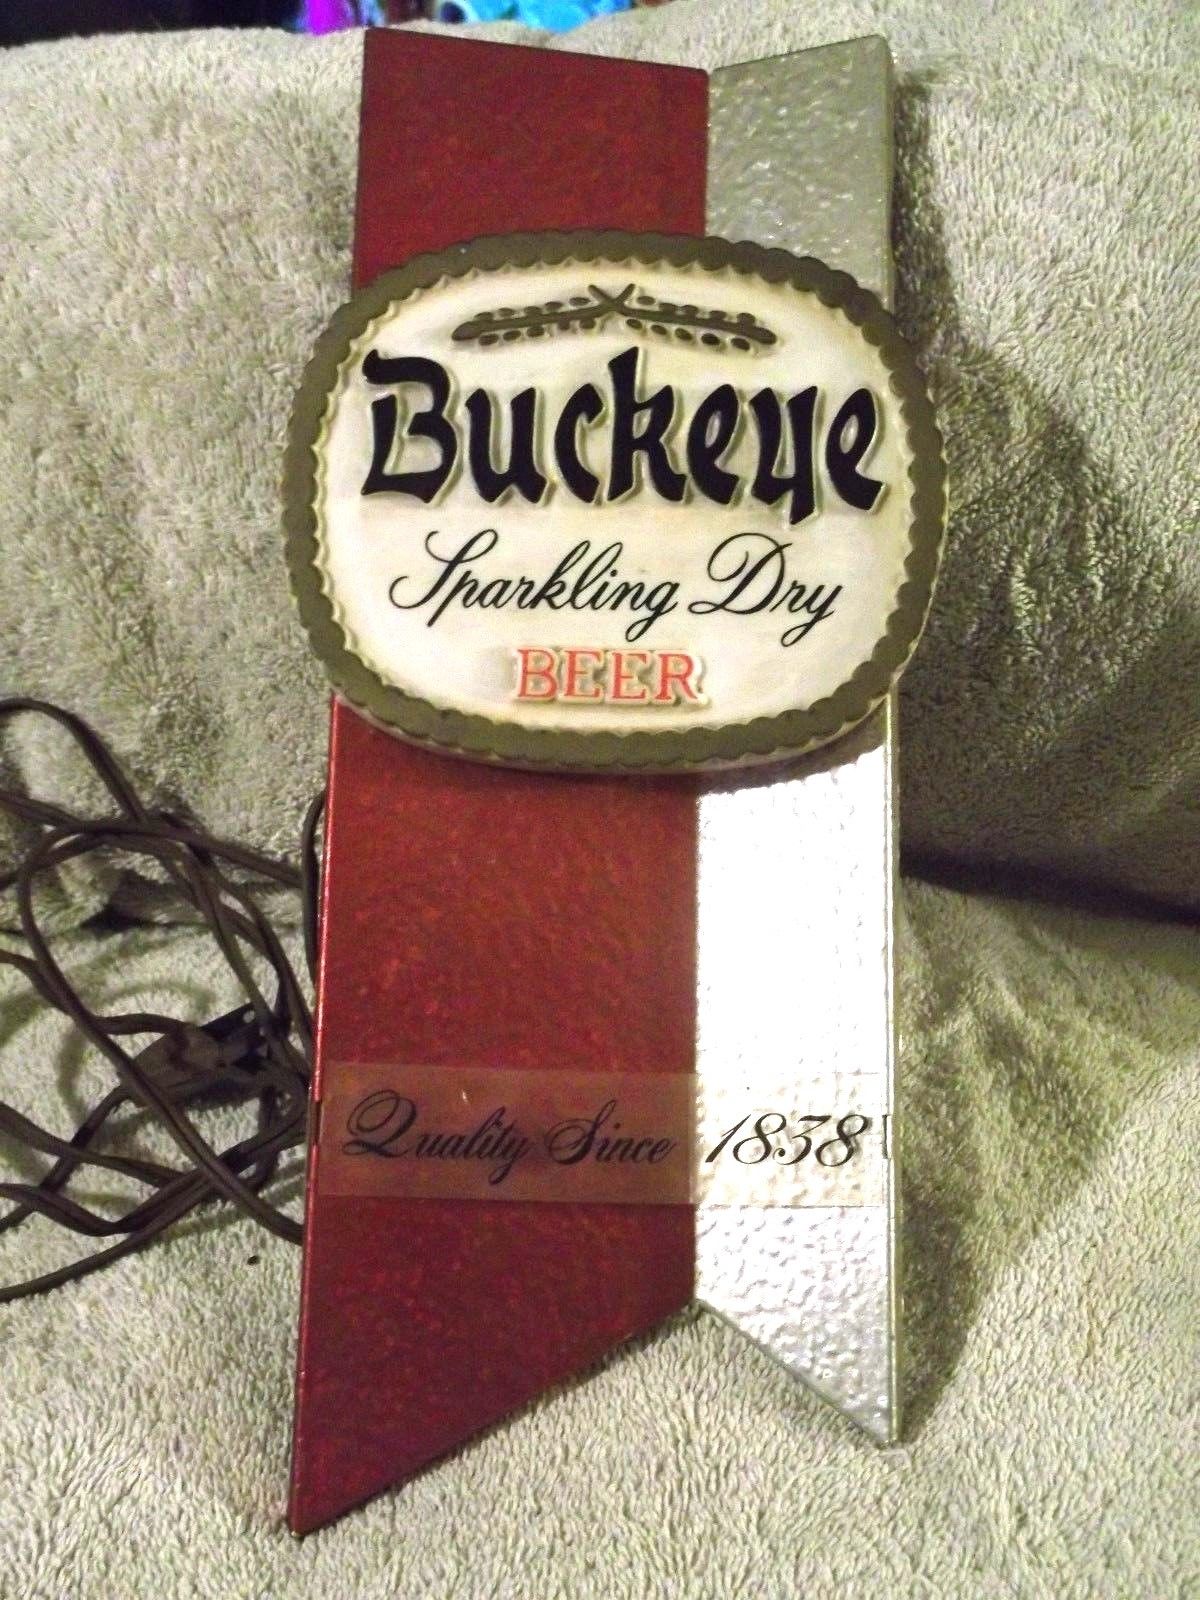 Buckeye
Sparkling Dry
BEER
Quality Since 1838